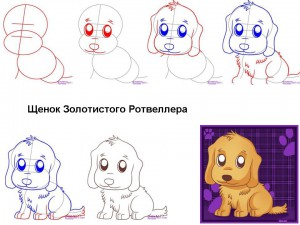 Щенок Золотистого Ротвеллера